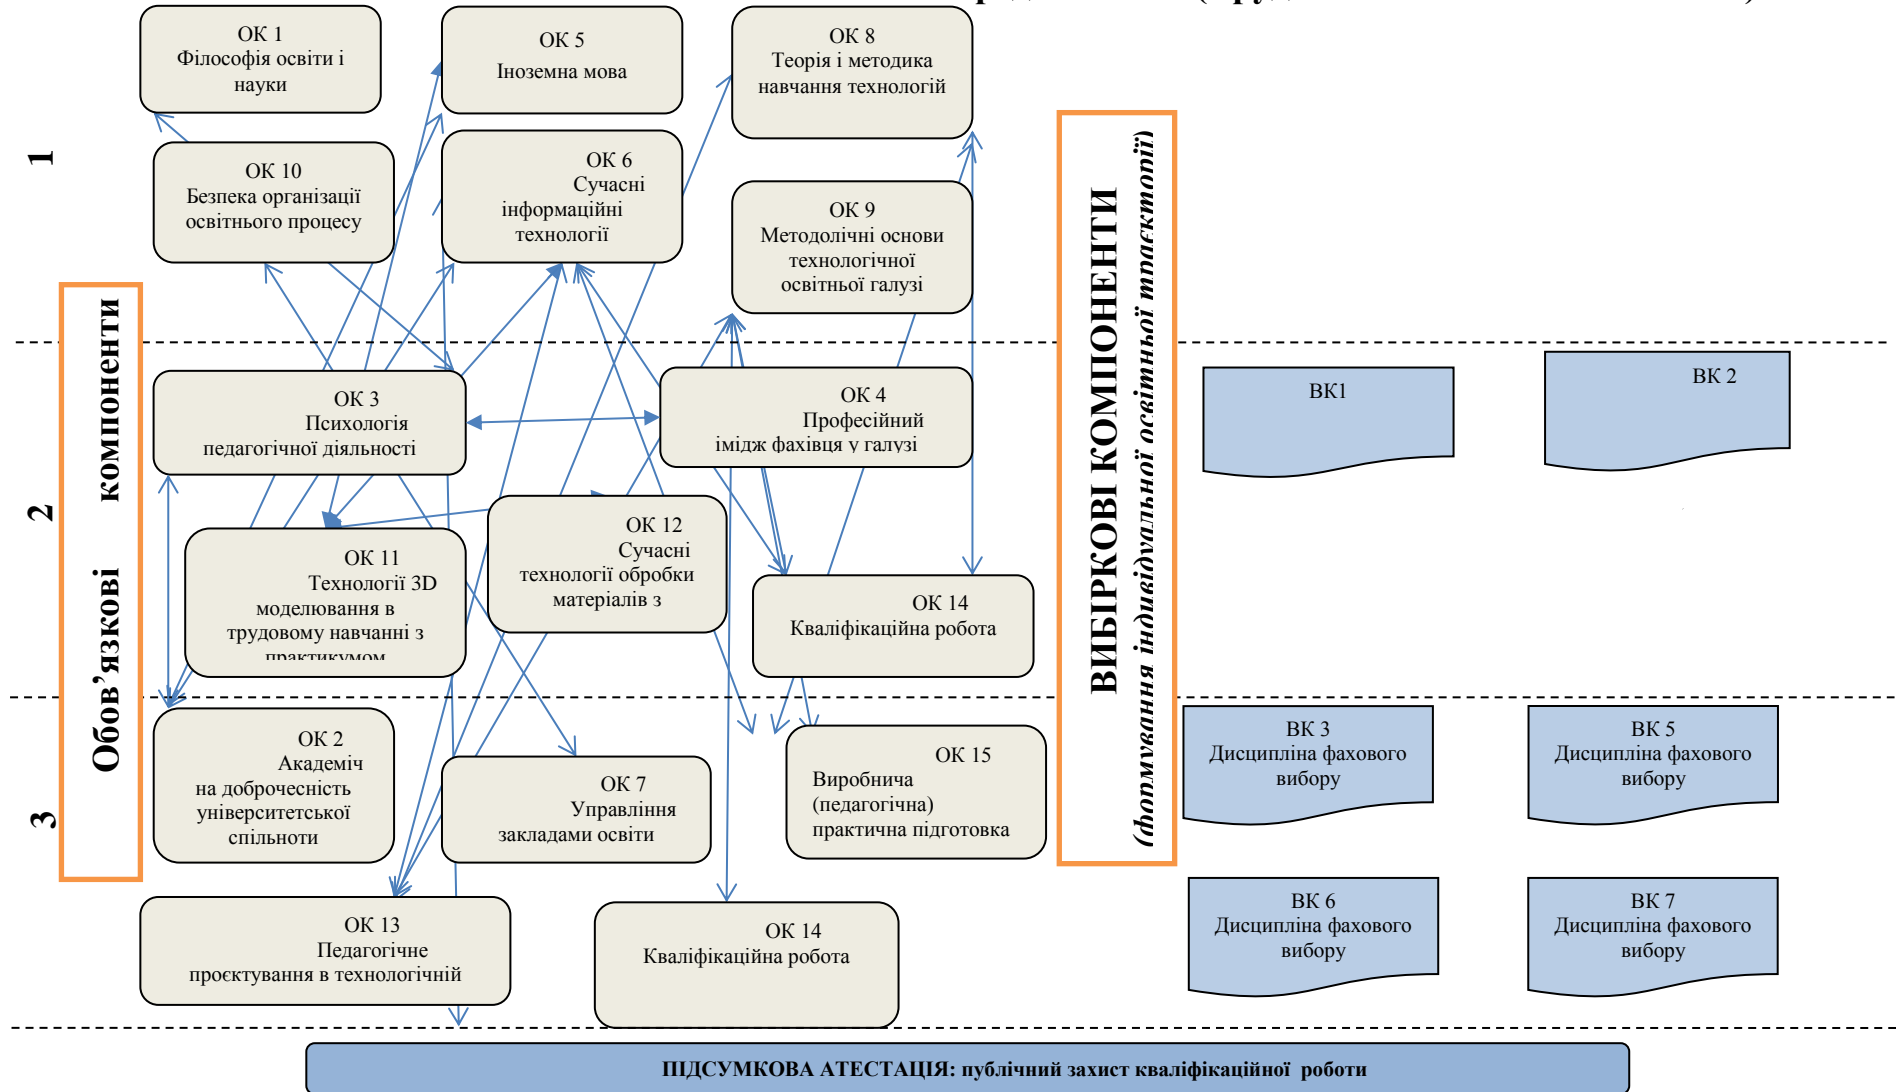 ОК 1
Філософія освіти і
науки
ОК 5
Іноземна мова
ОК 8
Теорія і методика
навчання технологій
1
ОК 10
Безпека організації
освітнього процесу
ОК 6
Сучасні
інформаційні
технології
ОК 9
Методолічні основи
технологічної
освітньої галузі
Обов’язкові компоненти
ВИБІРКОВІ КОМПІОНЕНТИ
(формування індивідуальної освітньої траєкторії)
2
ОК 3
Психологія
педагогічної діяльності
ОК 4
Професійний
імідж фахівця у галузі
ВК1
ВК 2
ОК 11
Технології 3D
моделювання в
трудовому навчанні з
практикумом
ОК 12
Сучасні
технології обробки
матеріалів з
ОК 14
Кваліфікаційна робота
3
ОК 2
Академіч
на доброчесність
університетської
спільноти
ОК 7
Управління
закладами освіти
ОК 15
Виробнича
(педагогічна)
практична підготовка
ВК 3
Дисципліна фахового
вибору
ВК 5
Дисципліна фахового
вибору
ОК 13
Педагогічне
проєктування в технологічній
ОК 14
Кваліфікаційна робота
ВК 6
Дисципліна фахового
вибору
ВК 7
Дисципліна фахового
вибору
ПІДСУМКОВА АТЕСТАЦІЯ: публічний захист кваліфікаційної роботи